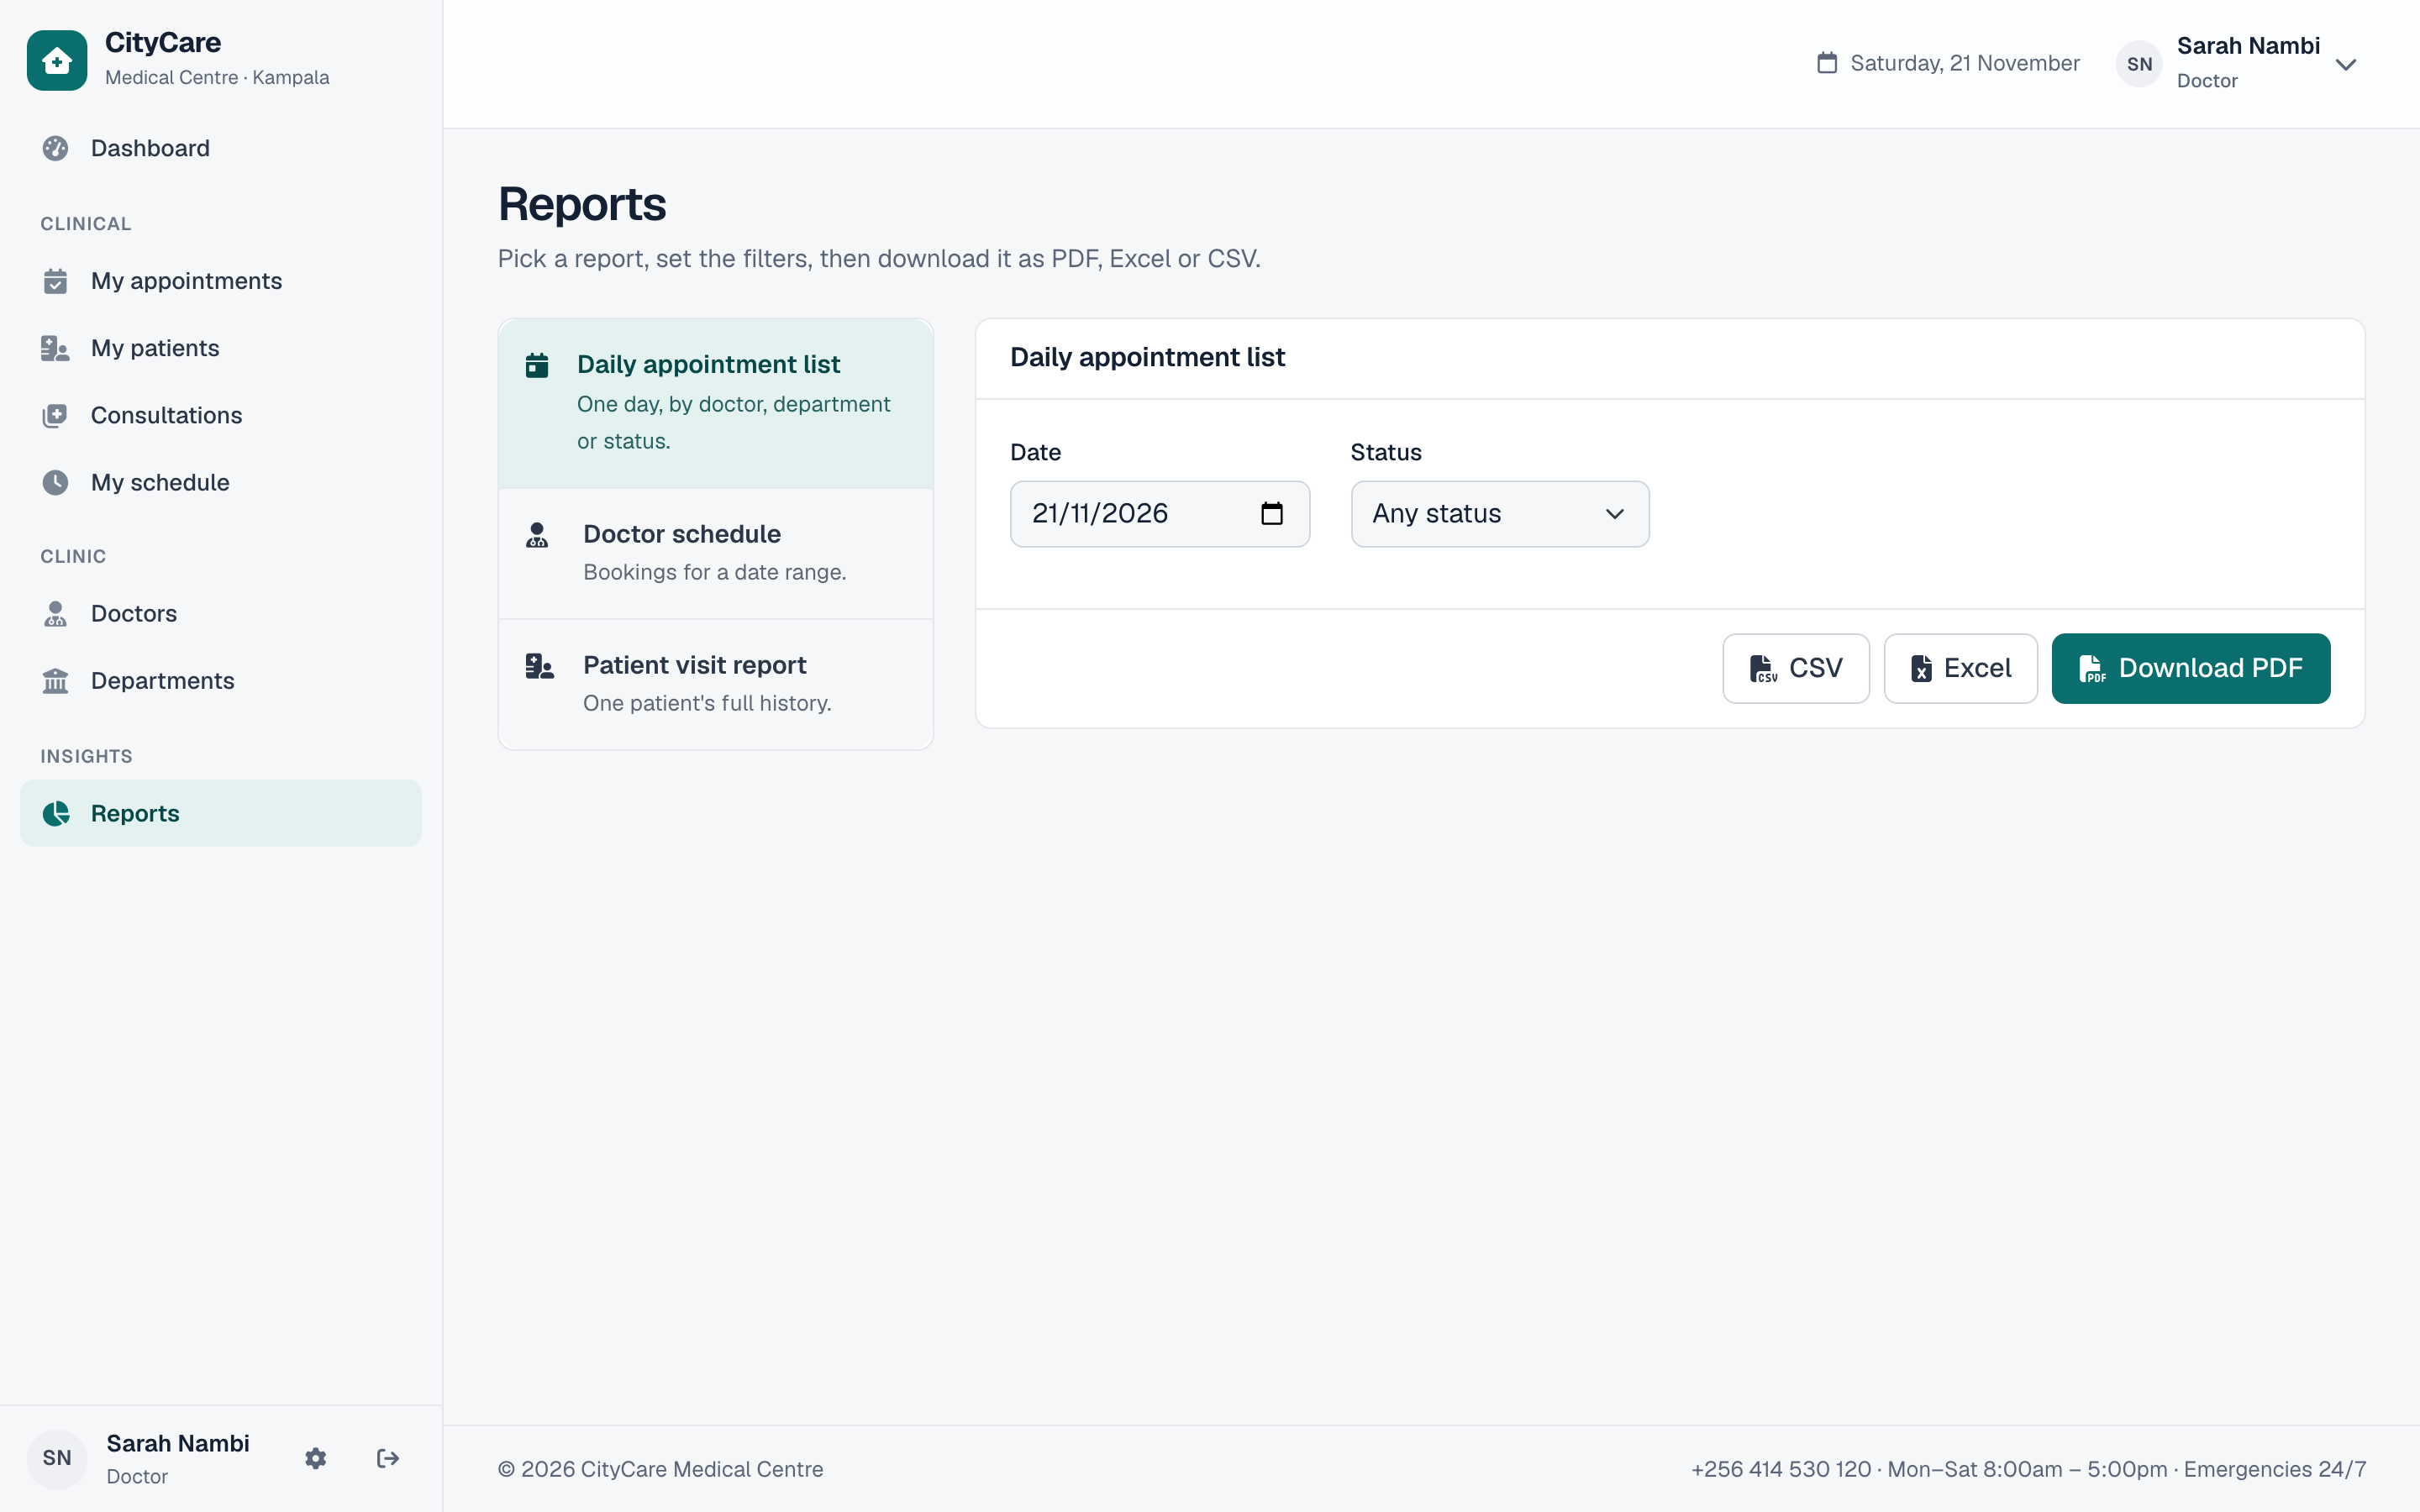 CityCare
Medical Centre · Kampala
Dashboard
CLINICAL
My appointments
My patients
Consultations
My schedule
CLINIC
Doctors
Departments
INSIGHTS
Reports
SN
Sarah Nambi
Doctor
Saturday, 21 November
SN
Sarah Nambi
Doctor
Reports
Pick a report, set the filters, then download it as PDF, Excel or CSV.
Daily appointment list
One day, by doctor, department
or status.
Doctor schedule
Bookings for a date range.
Patient visit report
One patient's full history.
Daily appointment list
Date
Status
21/11/2026
Any status
CSV
CSV
Excel
PDF
Download PDF
© 2026 CityCare Medical Centre
+256 414 530 120 · Mon–Sat 8:00am – 5:00pm · Emergencies 24/7